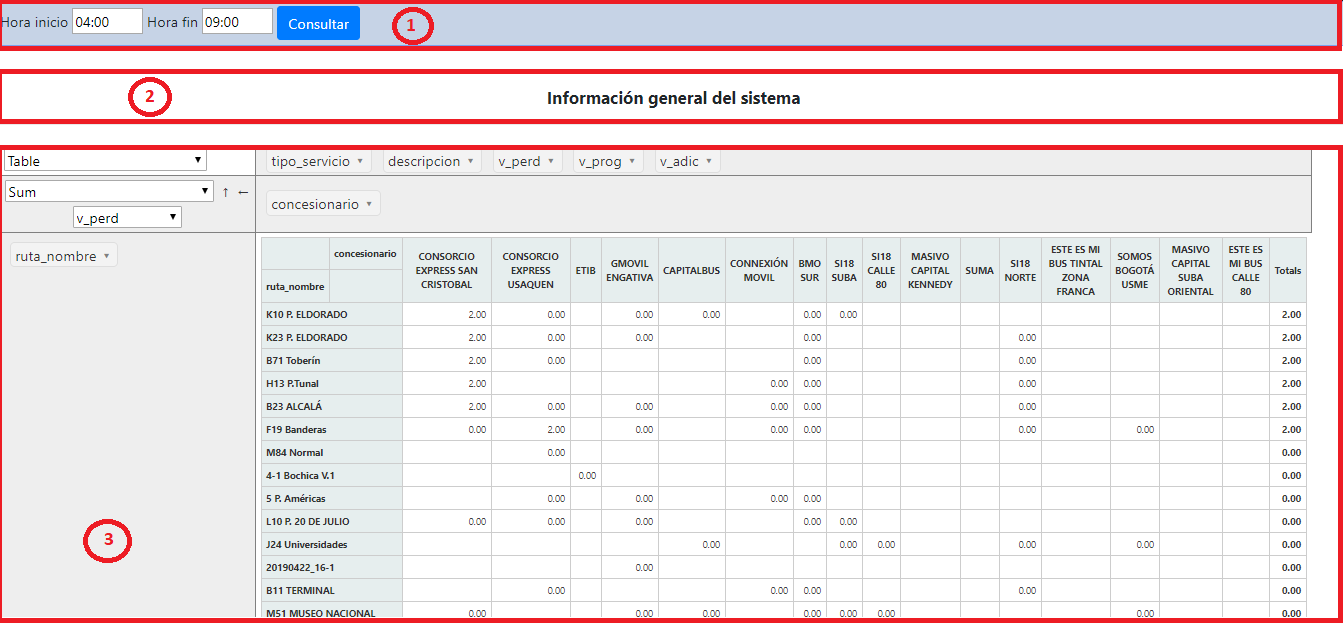 Hora inicio 04:00 Hora fin 09:00 Consultar 1
2 Información general del sistema
Table tipo_servicio descripcion v_perd v_prog v_adic
Sum ↑ ← concesionario
v_perd
ruta_nombre
concesionario CONSORCIO EXPRESS SAN CRISTOBAL CONSORCIO EXPRESS USAQUEN ETIB GMOVIL ENGATIVA CAPITALBUS CONNEXIÓN MOVIL BMO SUR SI18 SUBA SI18 CALLE 80 MASIVO CAPITAL KENNEDY SUMA SI18 NORTE ESTE ES MI BUS TINTAL ZONA FRANCA SOMOS BOGOTÁ USME MASIVO CAPITAL SUBA ORIENTAL ESTE ES MI BUS CALLE 80 Totals
ruta_nombre
K10 P. ELDORADO 2.00 0.00 0.00 0.00 0.00 0.00 2.00
K23 P. ELDORADO 2.00 0.00 0.00 0.00 0.00 2.00
B71 Toberín 2.00 0.00 0.00 0.00 2.00
H13 P.Tunal 2.00 0.00 0.00 0.00 2.00
B23 ALCALÁ 2.00 0.00 0.00 0.00 0.00 0.00 2.00
F19 Banderas 0.00 2.00 0.00 0.00 0.00 0.00 0.00 2.00
M84 Normal 0.00 0.00
4-1 Bochica V.1 0.00 0.00
5 P. Américas 0.00 0.00 0.00 0.00 0.00
L10 P. 20 DE JULIO 0.00 0.00 0.00 0.00 0.00 0.00
J24 Universidades 0.00 0.00 0.00 0.00 0.00 0.00
20190422_16-1 0.00 0.00
B11 TERMINAL 0.00 0.00 0.00 0.00 0.00
M51 MUSEO NACIONAL 0.00 0.00 0.00 0.00 0.00 0.00 0.00 0.00
3